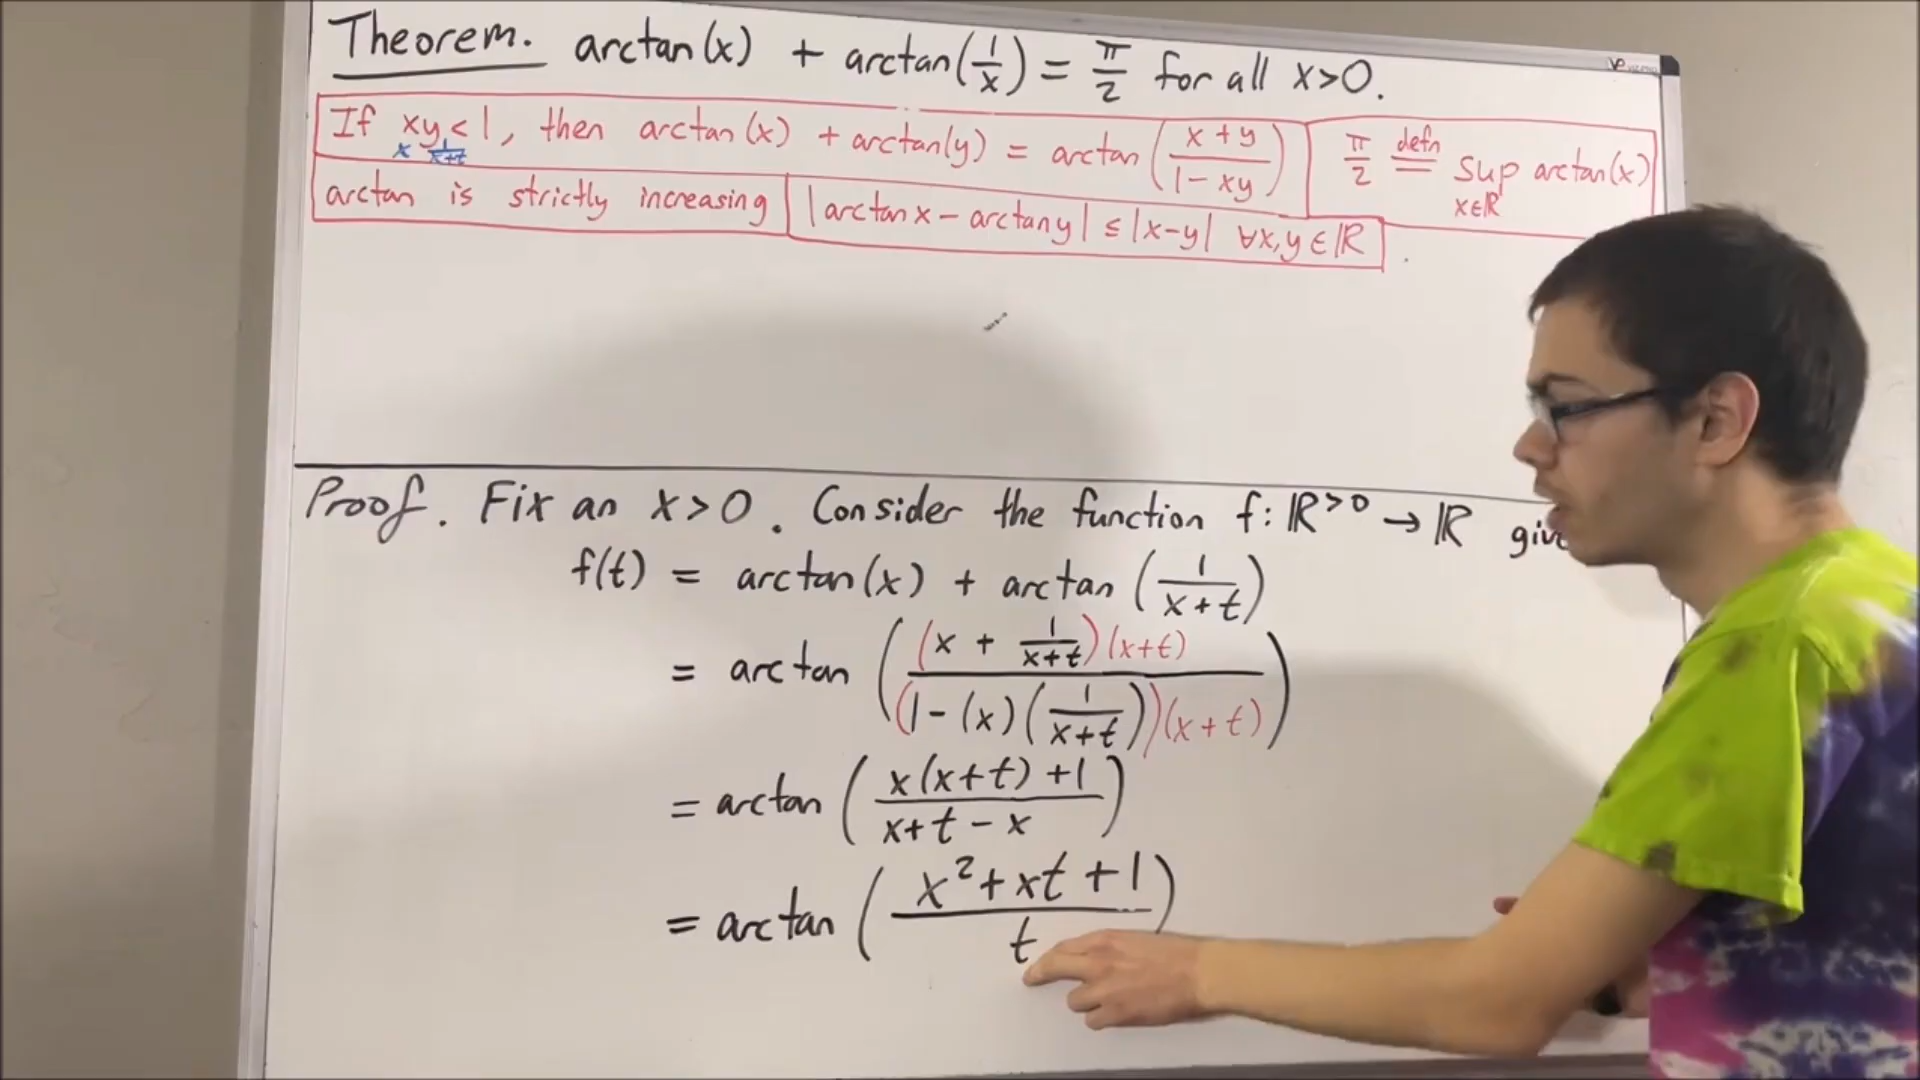 Theorem. arctan(x) + arctan(1/x) = π/2 for all x>0.
If xy<1, then arctan(x) + arctan(y) = arctan((x+y)/(1-xy))
x 1/(x+t)
π/2 defn = sup x∈ℝ arctan(x)
arctan is strictly increasing
|arctan x - arctan y| ≤ |x-y| ∀x,y ∈ ℝ
Proof. Fix an x>0. Consider the function f: ℝ^{>0} → ℝ
f(t) = arctan(x) + arctan(1/(x+t))
= arctan(((x + 1/(x+t))(x+t))/((1-(x)(1/(x+t)))(x+t)))
= arctan((x(x+t)+1)/(x+t-x))
= arctan((x²+xt+1)/t)